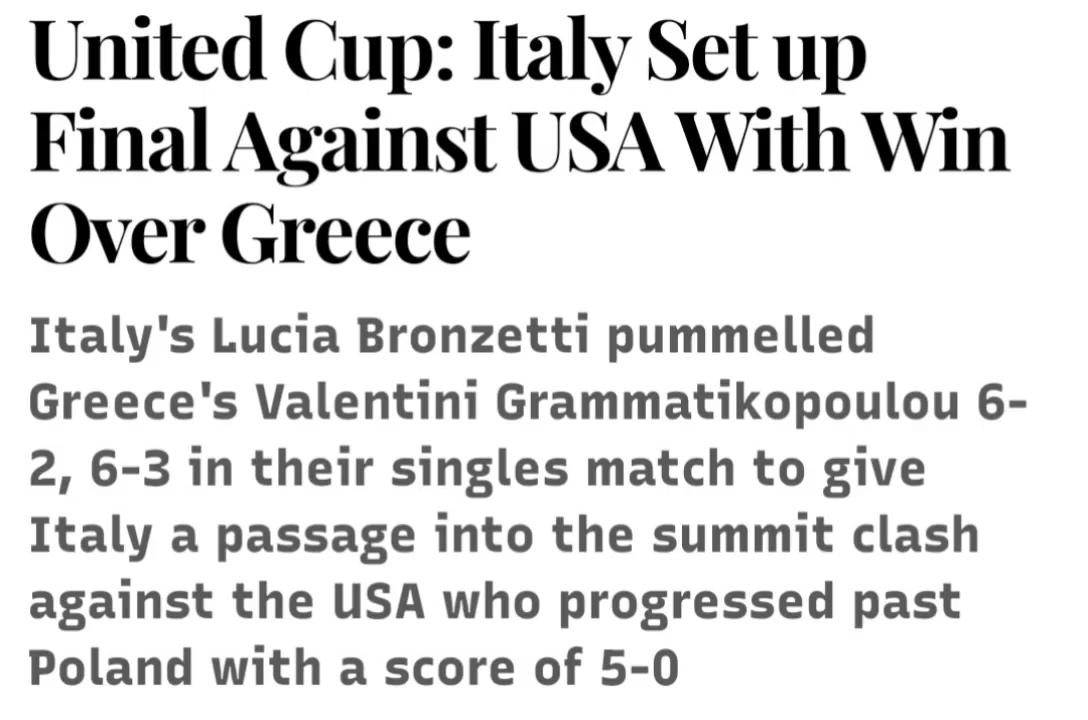 United Cup: Italy Set up
Final Against USA With Win
Over Greece
Italy's Lucia Bronzetti pummelled
Greece's Valentini Grammatikopoulou 6-
2, 6-3 in their singles match to give
Italy a passage into the summit clash
against the USA who progressed past
Poland with a score of 5-0